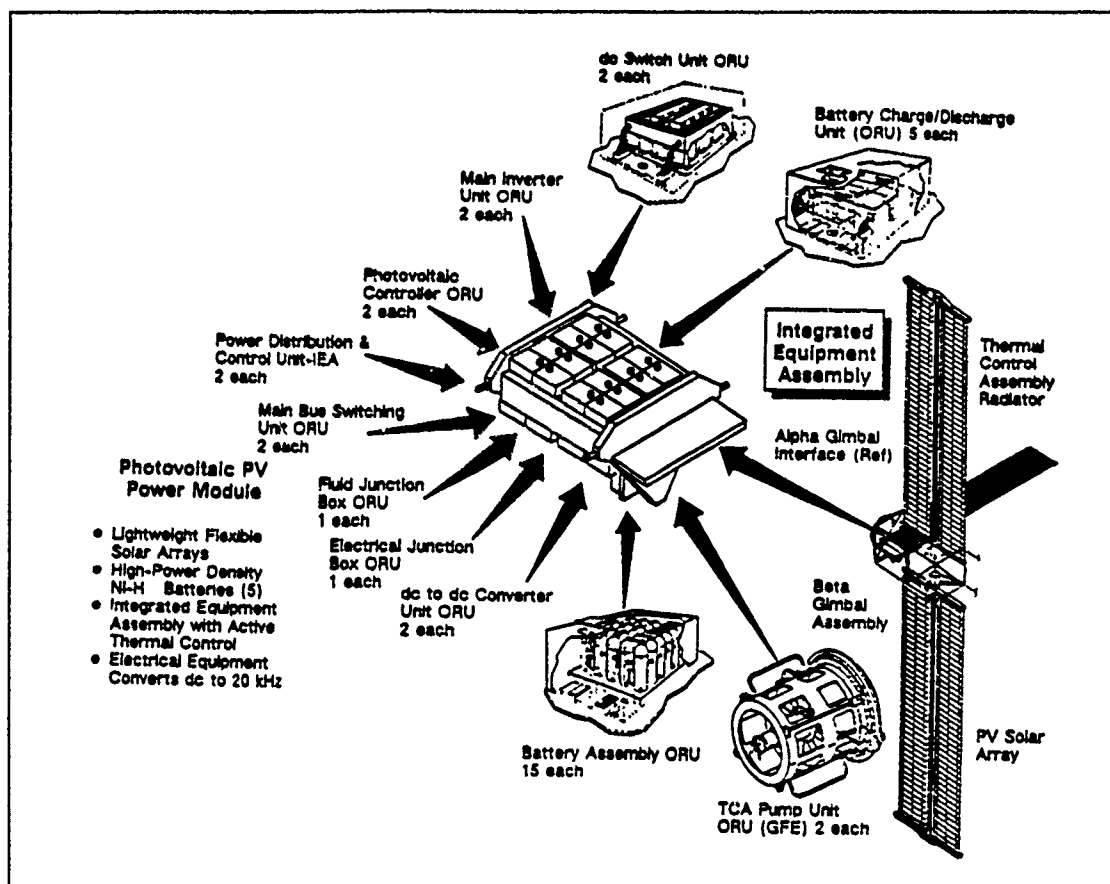 dc Switch Unit ORU
2 each
Battery Charge/Discharge
Unit (ORU) 5 each
Main Inverter
Unit ORU
2 each
Photovoltaic
Controller ORU
2 each
Power Distribution &
Control Unit-IEA
2 each
Main Bus Switching
Unit ORU
2 each
Fluid Junction
Box ORU
1 each
Electrical Junction
Box ORU
1 each
dc to dc Converter
Unit ORU
2 each
Integrated
Equipment
Assembly
Thermal
Control
Assembly
Radiator
Alpha Gimbal
Interface (Ref)
Beta
Gimbal
Assembly
PV Solar
Array
Photovoltaic PV
Power Module
• Lightweight Flexible
Solar Arrays
• High-Power Density
Ni-H Batteries (5)
• Integrated Equipment
Assembly with Active
Thermal Control
• Electrical Equipment
Converts dc to 20 kHz
Battery Assembly ORU
15 each
TCA Pump Unit
ORU (GFE) 2 each